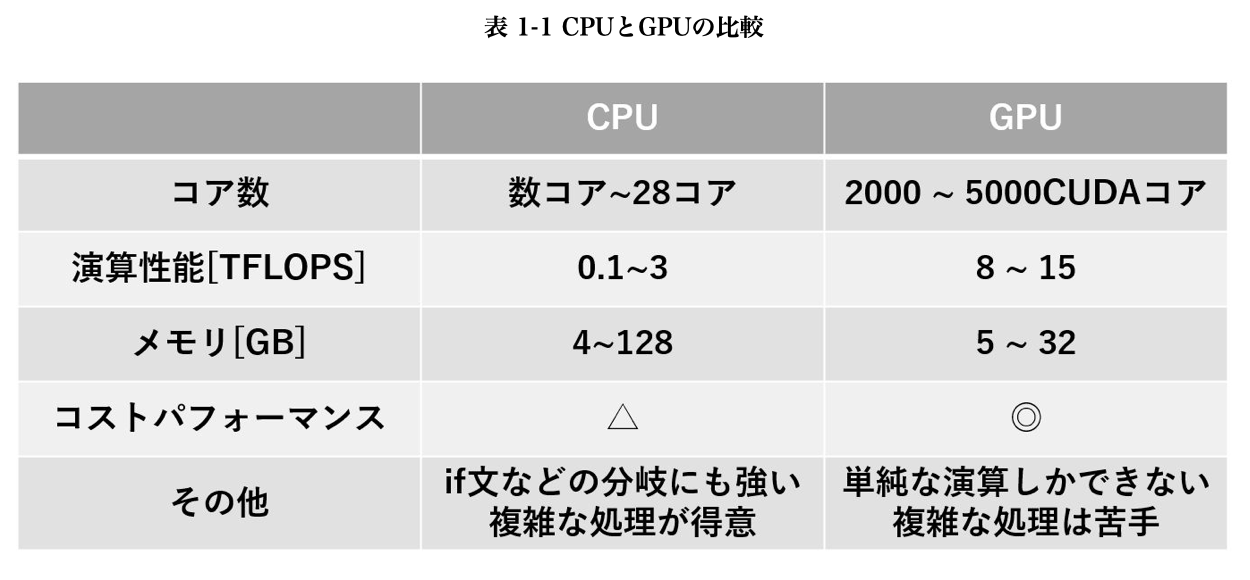 表 1-1 CPUとGPUの比較
CPU GPU
コア数 数コア~28コア 2000 ~ 5000CUDAコア
演算性能[TFLOPS] 0.1~3 8 ~ 15
メモリ[GB] 4~128 5 ~ 32
コストパフォーマンス △ ◎
その他
if文などの分岐にも強い
複雑な処理が得意
単純な演算しかできない
複雑な処理は苦手